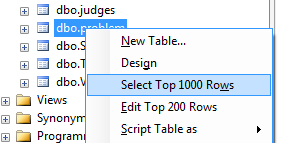 dbo.judges
dbo.problem
dbo.S
dbo.T
dbo.V
Views
Synonym
Programm
New Table...
Design
Select Top 1000 Rows
Edit Top 200 Rows
Script Table as